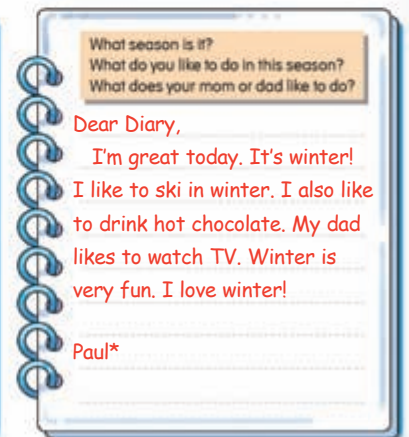 What season is it?
What do you like to do in this season?
What does your mom or dad like to do?
Dear Diary,
I'm great today. It's winter!
I like to ski in winter. I also like
to drink hot chocolate. My dad
likes to watch TV. Winter is
very fun. I love winter!
Paul*